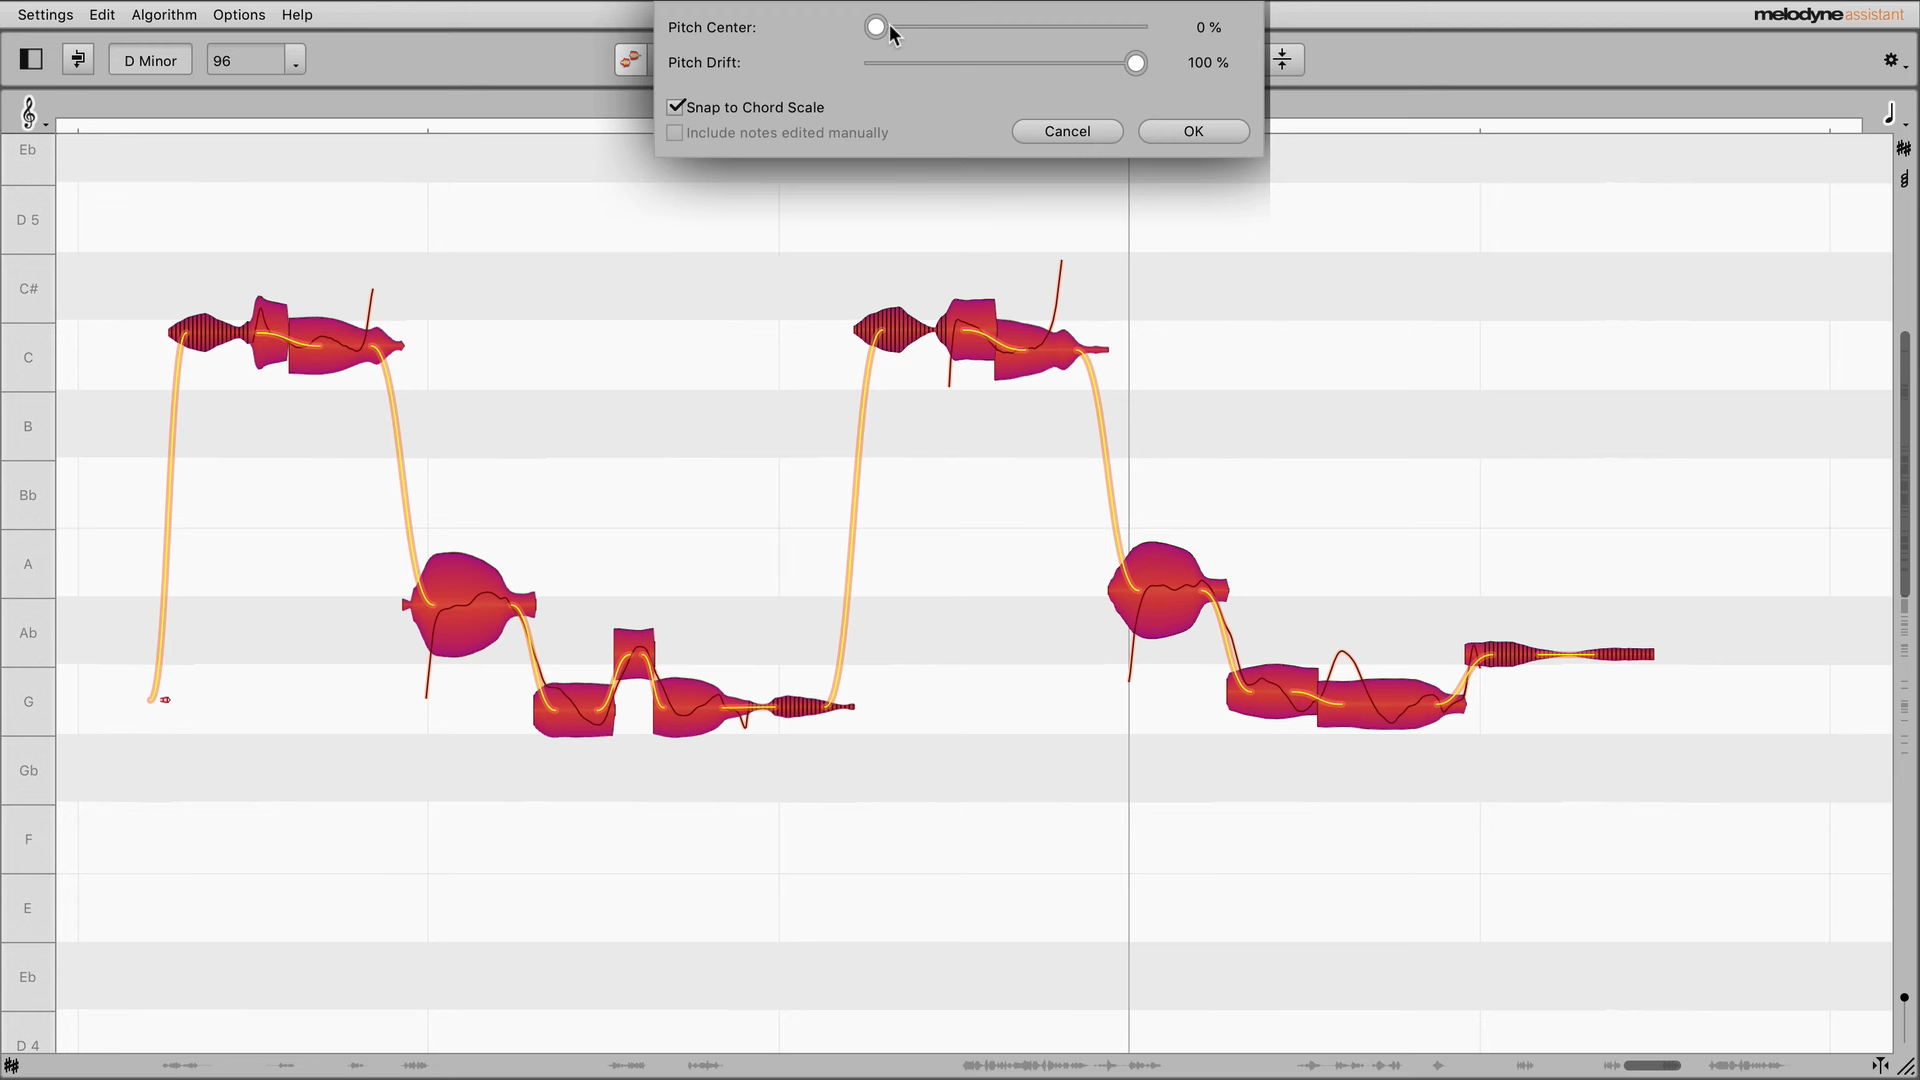 Settings Edit Algorithm Options Help
melodyne assistant
Pitch Center: 0 %
Pitch Drift: 100 %
D Minor 96
Snap to Chord Scale
Include notes edited manually
Cancel OK
Eb
D 5
C#
C
B
Bb
A
Ab
G
Gb
F
E
Eb
D 4